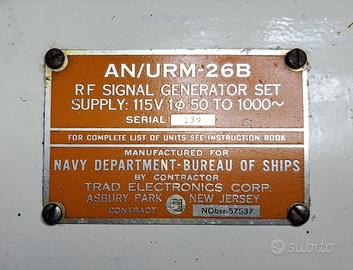 AN/URM-26B
RF SIGNAL GENERATOR SET
SUPPLY: 115V 1ϕ 50 TO 1000~
SERIAL 139
FOR COMPLETE LIST OF UNITS SEE INSTRUCTION BOOK
MANUFACTURED FOR
NAVY DEPARTMENT-BUREAU OF SHIPS
BY CONTRACTOR
TRAD ELECTRONICS CORP.
ASBURY PARK NEW JERSEY
CONTRACT NObsr-57537
subito